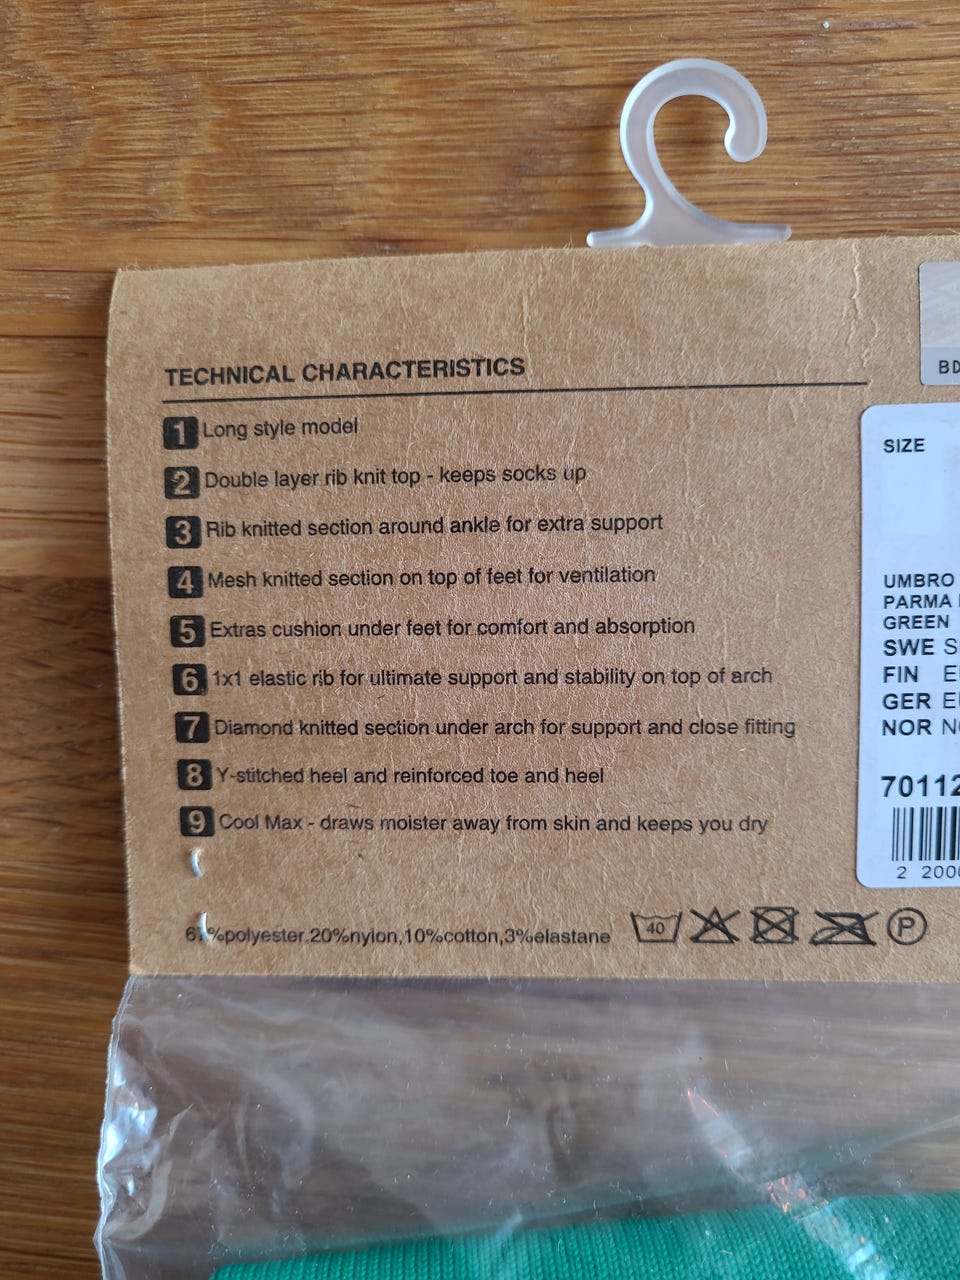 TECHNICAL CHARACTERISTICS
1 Long style model
2 Double layer rib knit top - keeps socks up
3 Rib knitted section around ankle for extra support
4 Mesh knitted section on top of feet for ventilation
5 Extras cushion under feet for comfort and absorption
6 1x1 elastic rib for ultimate support and stability on top of arch
7 Diamond knitted section under arch for support and close fitting
8 Y-stitched heel and reinforced toe and heel
9 Cool Max - draws moister away from skin and keeps you dry
20%nylon,10%cotton,3%elastane
40
P
BD
SIZE
UMBRO
PARMA
GREEN
SWE S
FIN E
GER E
NOR N
70112
2 200